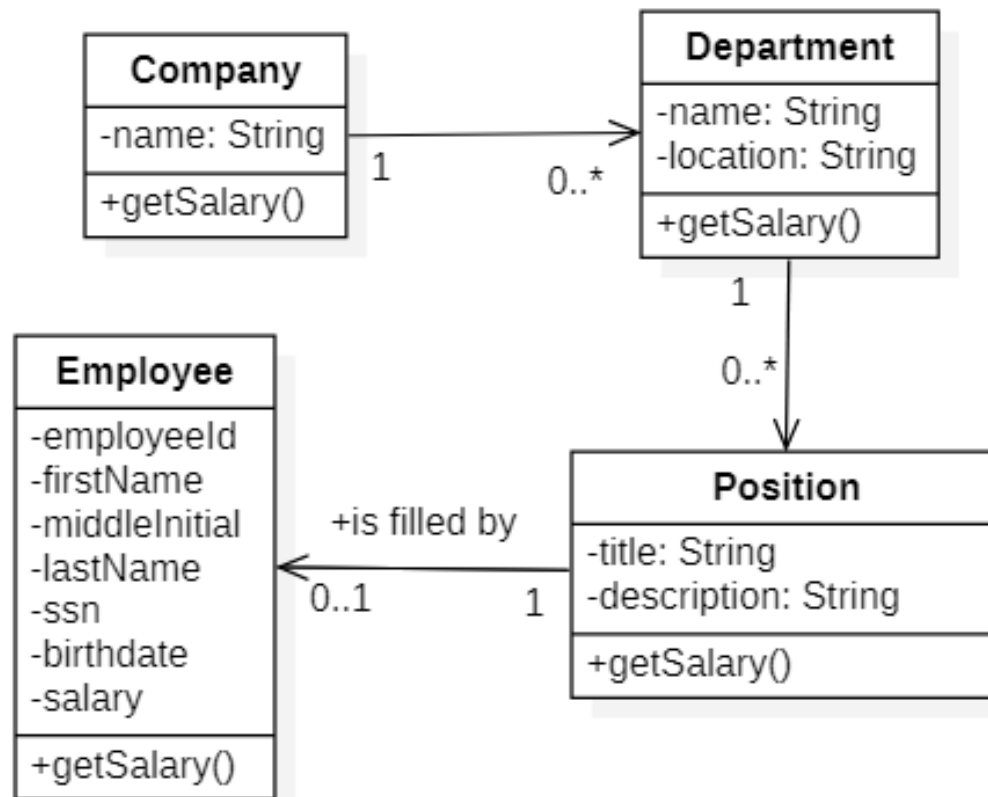 Company
-name: String
+getSalary()
1
0..*
Department
-name: String
-location: String
+getSalary()
1
0..*
Employee
-employeeId
-firstName
-middleInitial
-lastName
-ssn
-birthdate
-salary
+getSalary()
+is filled by
0..1
1
Position
-title: String
-description: String
+getSalary()